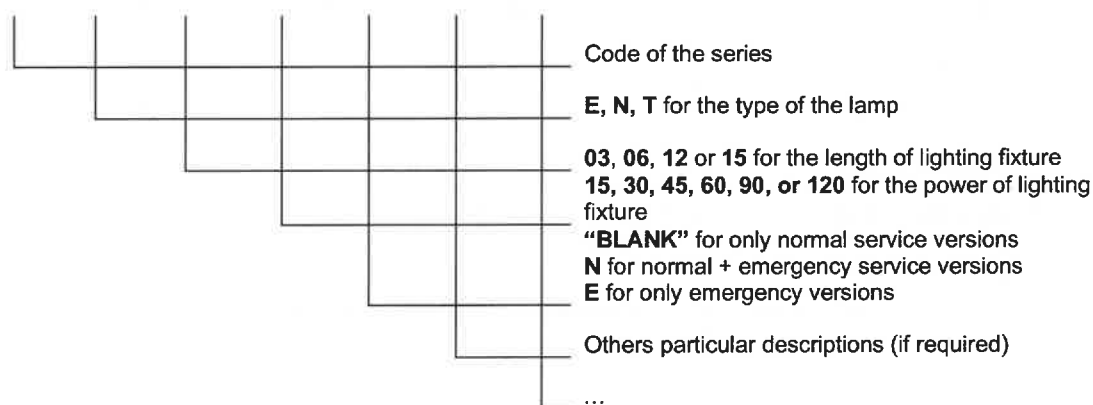 Code of the series
E, N, T for the type of the lamp
03, 06, 12 or 15 for the length of lighting fixture
15, 30, 45, 60, 90, or 120 for the power of lighting
fixture
“BLANK” for only normal service versions
N for normal + emergency service versions
E for only emergency versions
Others particular descriptions (if required)
...